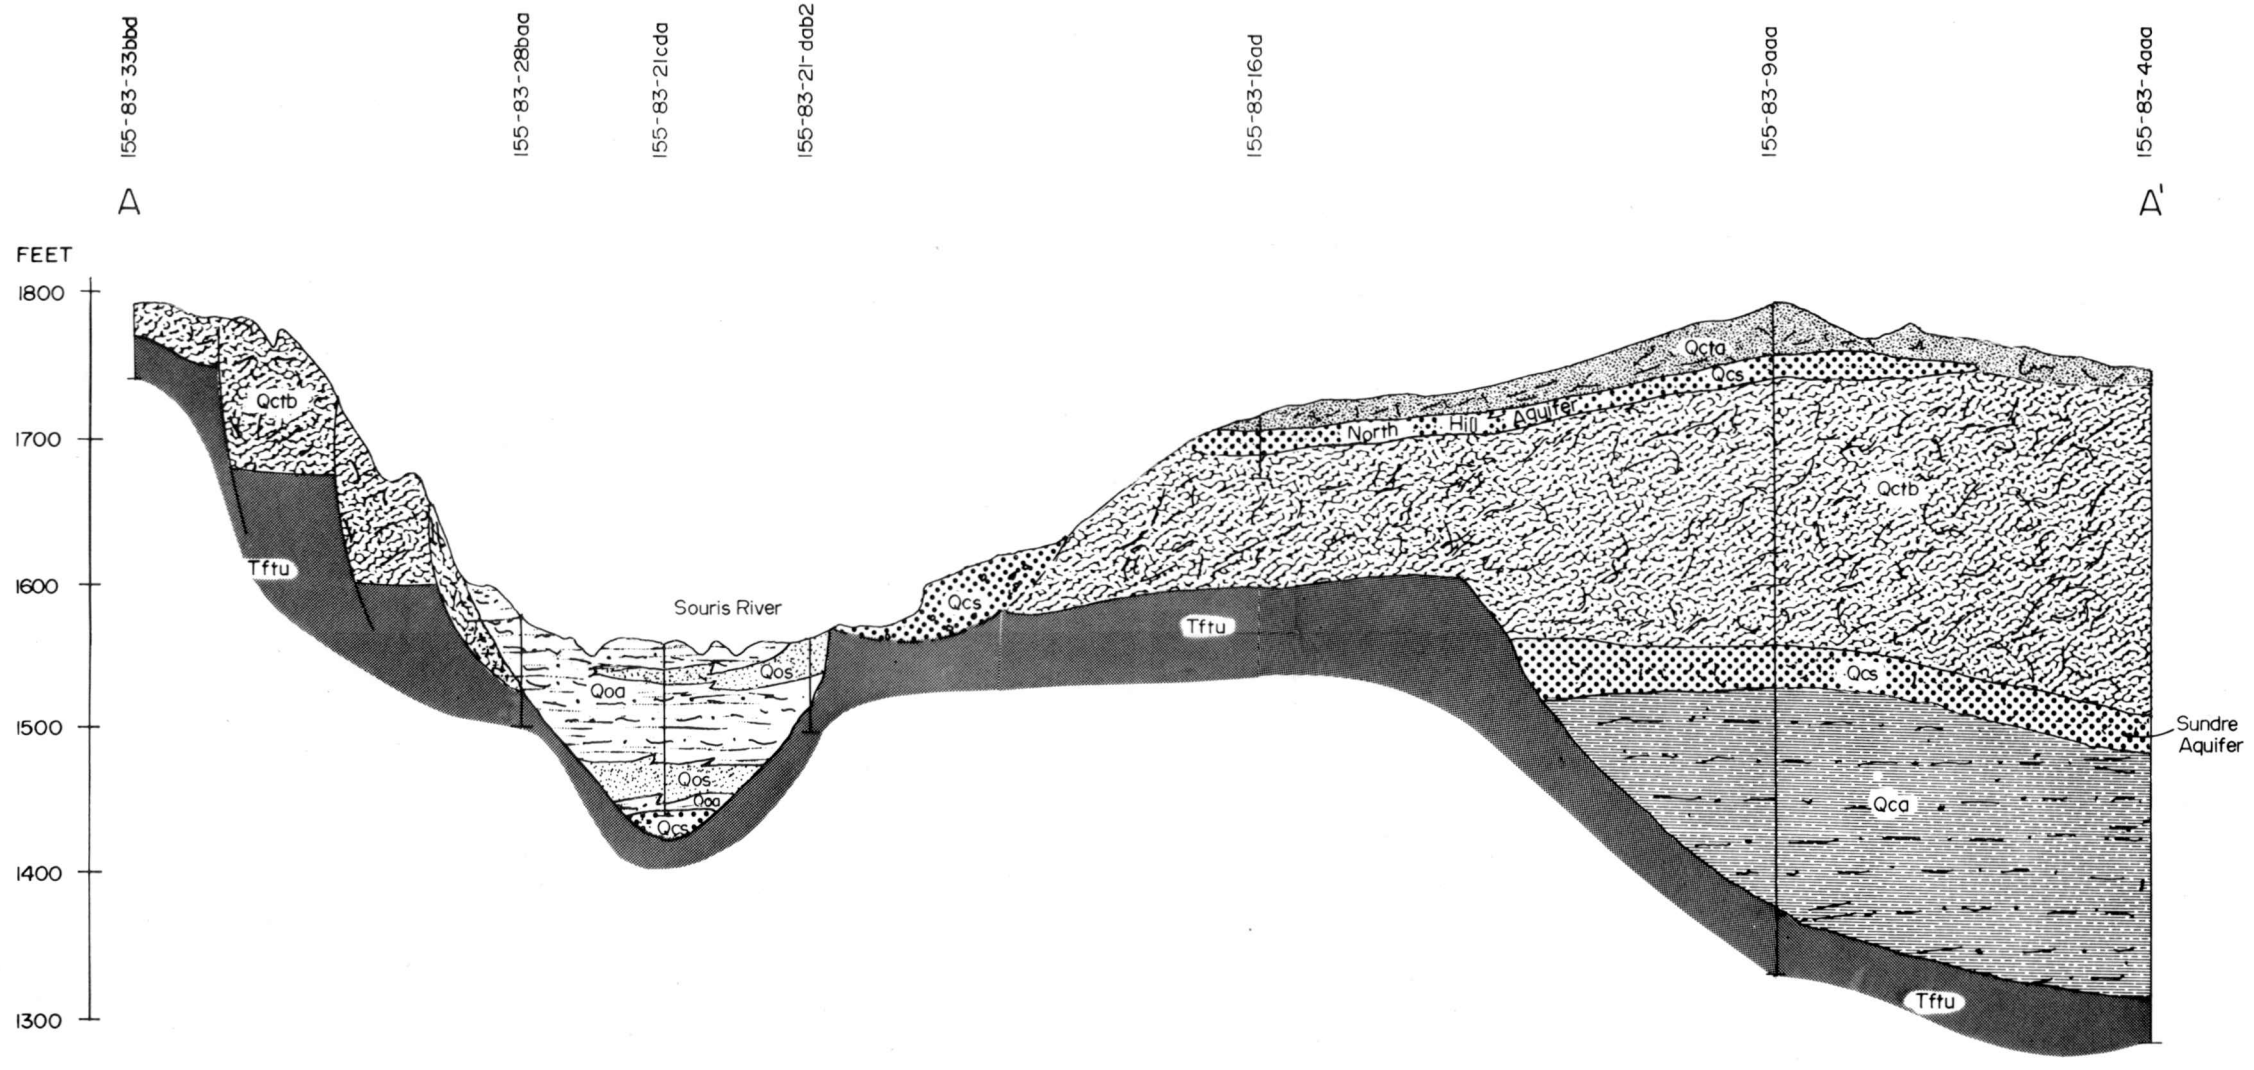 155-83-33bbd
155-83-28baa
155-83-21cda
155-83-21-dab2
155-83-16ad
155-83-9aaa
155-83-4aaa
A
A'
FEET
1800
1700
1600
1500
1400
1300
Qctb
Tftu
Souris River
Qoa
Qos
Qos
Qoa
Qcs
Qcs
Tftu
North Hill Aquifer
Qcta
Qcs
Qctb
Qcs
Sundre
Aquifer
Qca
Tftu